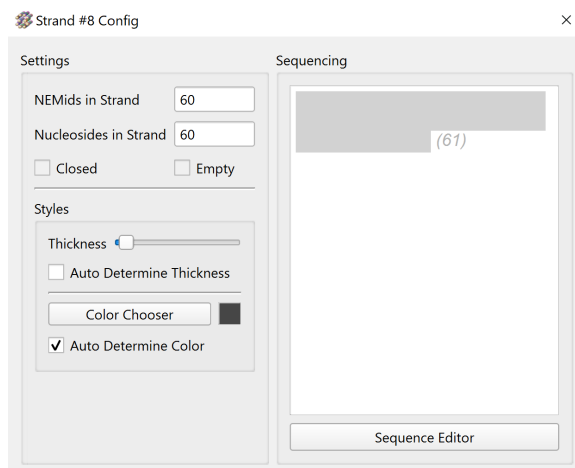 Strand #8 Config
Settings
NEMids in Strand 60
Nucleosides in Strand 60
Closed Empty
Styles
Thickness
Auto Determine Thickness
Color Chooser
Auto Determine Color
Sequencing
(61)
Sequence Editor